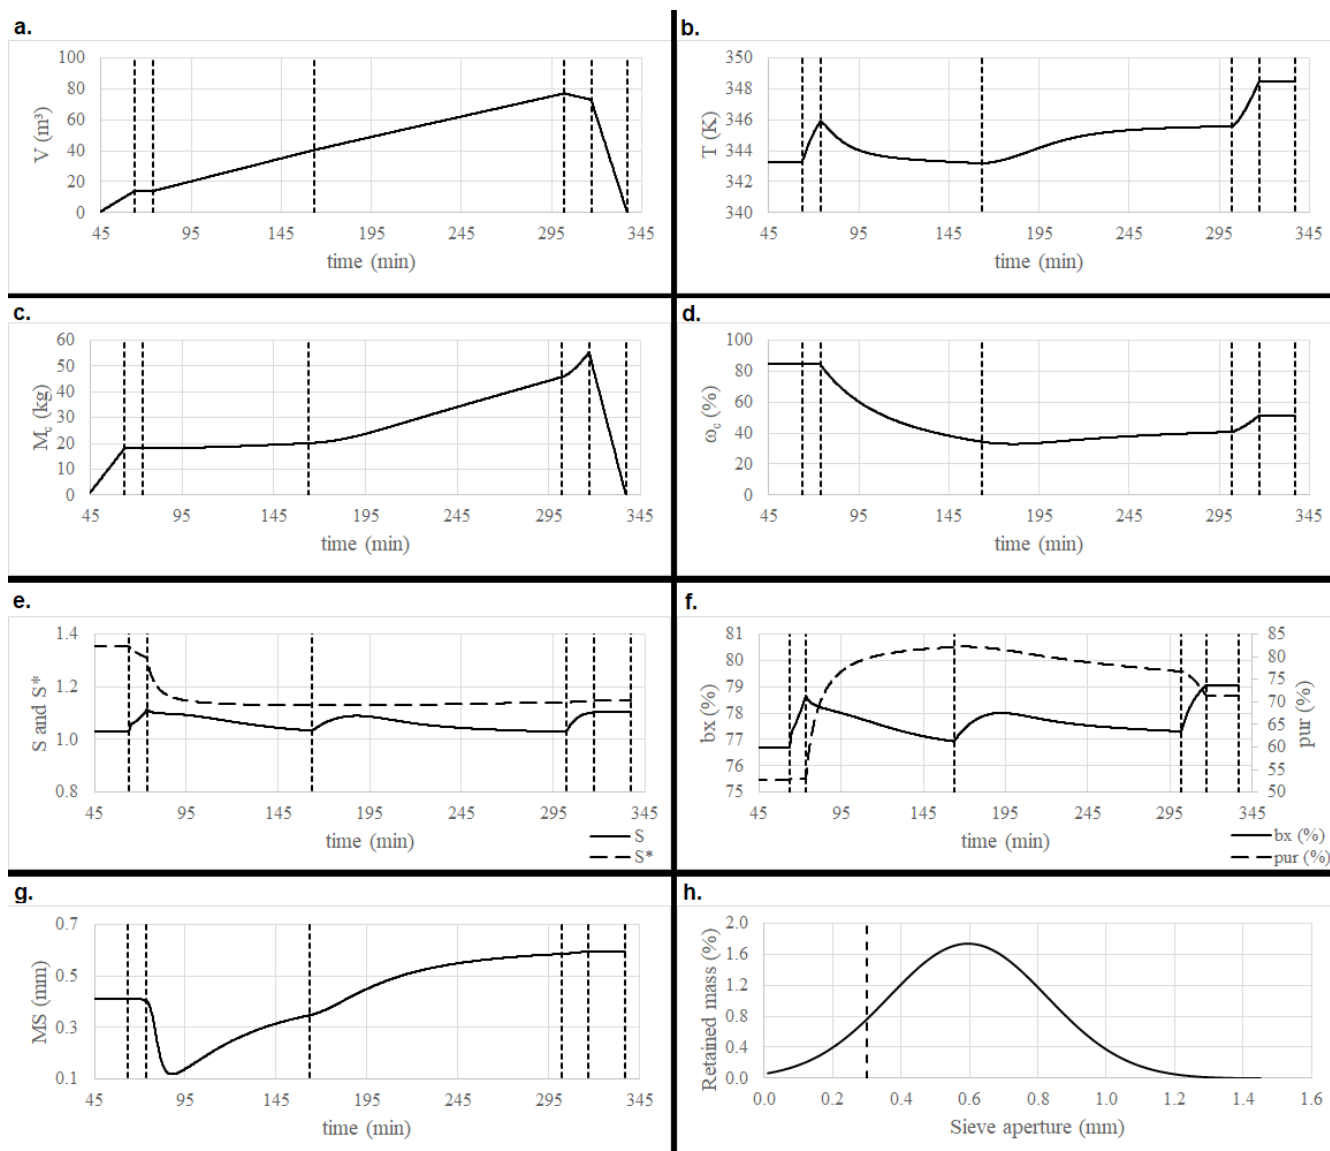 a.
V (m³)
100
80
60
40
20
0
45 95 145 195 245 295 345
time (min)
b.
T (K)
350
348
346
344
342
340
45 95 145 195 245 295 345
time (min)
c.
M_c (kg)
60
50
40
30
20
10
0
45 95 145 195 245 295 345
time (min)
d.
ω_c (%)
100
80
60
40
20
0
45 95 145 195 245 295 345
time (min)
e.
S and S*
1.4
1.2
1.0
0.8
45 95 145 195 245 295 345
time (min)
S
S*
f.
bx (%)
81
80
79
78
77
76
75
85
80
75
70
65
60
55
50
pur (%)
45 95 145 195 245 295 345
time (min)
bx (%)
pur (%)
g.
MS (mm)
0.7
0.5
0.3
0.1
45 95 145 195 245 295 345
time (min)
h.
Retained mass (%)
2.0
1.6
1.2
0.8
0.4
0.0
0.0 0.2 0.4 0.6 0.8 1.0 1.2 1.4 1.6
Sieve aperture (mm)